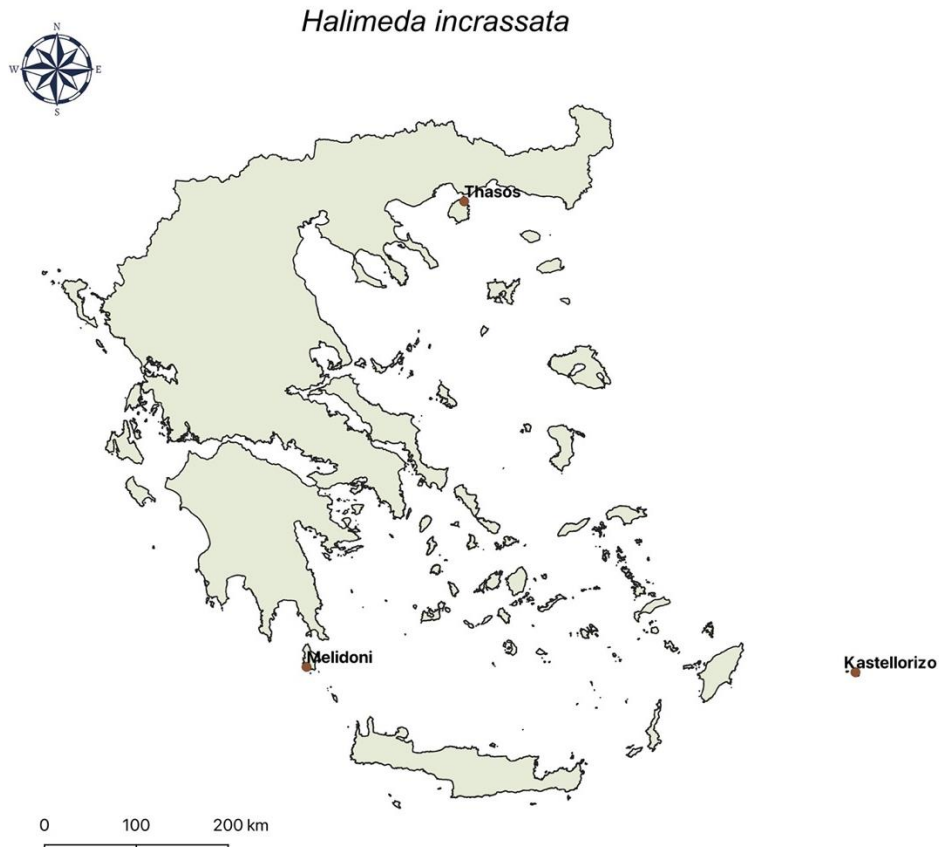 Halimeda incrassata
N
W E
S
Thasos
Melidoni
Kastellorizo
0 100 200 km